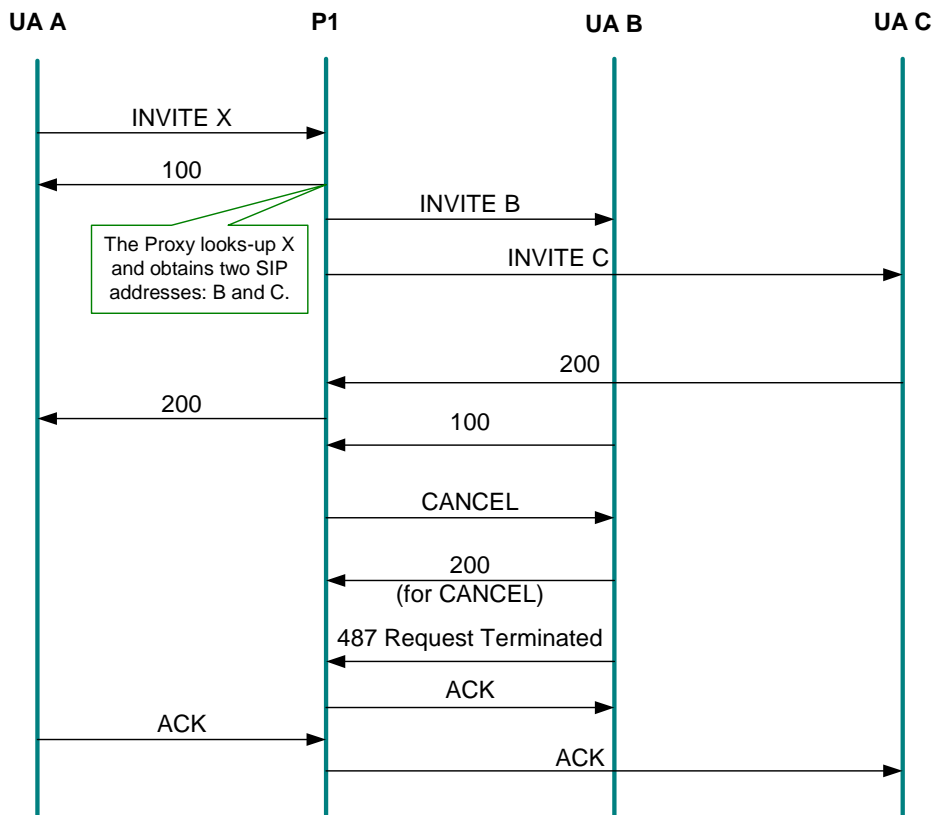 UA A
P1
UA B
UA C
INVITE X
100
INVITE B
The Proxy looks-up X
and obtains two SIP
addresses: B and C.
INVITE C
200
200
100
CANCEL
200
(for CANCEL)
487 Request Terminated
ACK
ACK
ACK